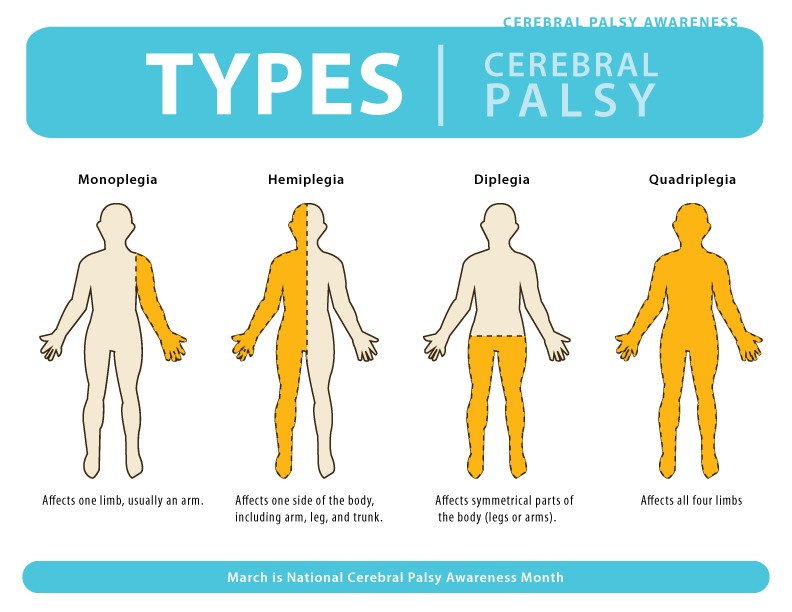 CEREBRAL PALSY AWARENESS
TYPES
CEREBRAL
PALSY
Monoplegia
Hemiplegia
Diplegia
Quadriplegia
Affects one limb, usually an arm.
Affects one side of the body,
including arm, leg, and trunk.
Affects symmetrical parts of
the body (legs or arms).
Affects all four limbs
March is National Cerebral Palsy Awareness Month